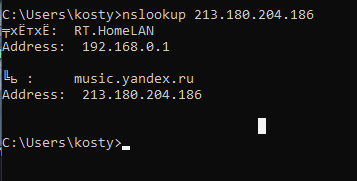 C:\Users\kosty>nslookup 213.180.204.186
╤хЁтхЁ:  RT.HomeLAN
Address:  192.168.0.1
╚ь :     music.yandex.ru
Address:  213.180.204.186
C:\Users\kosty>